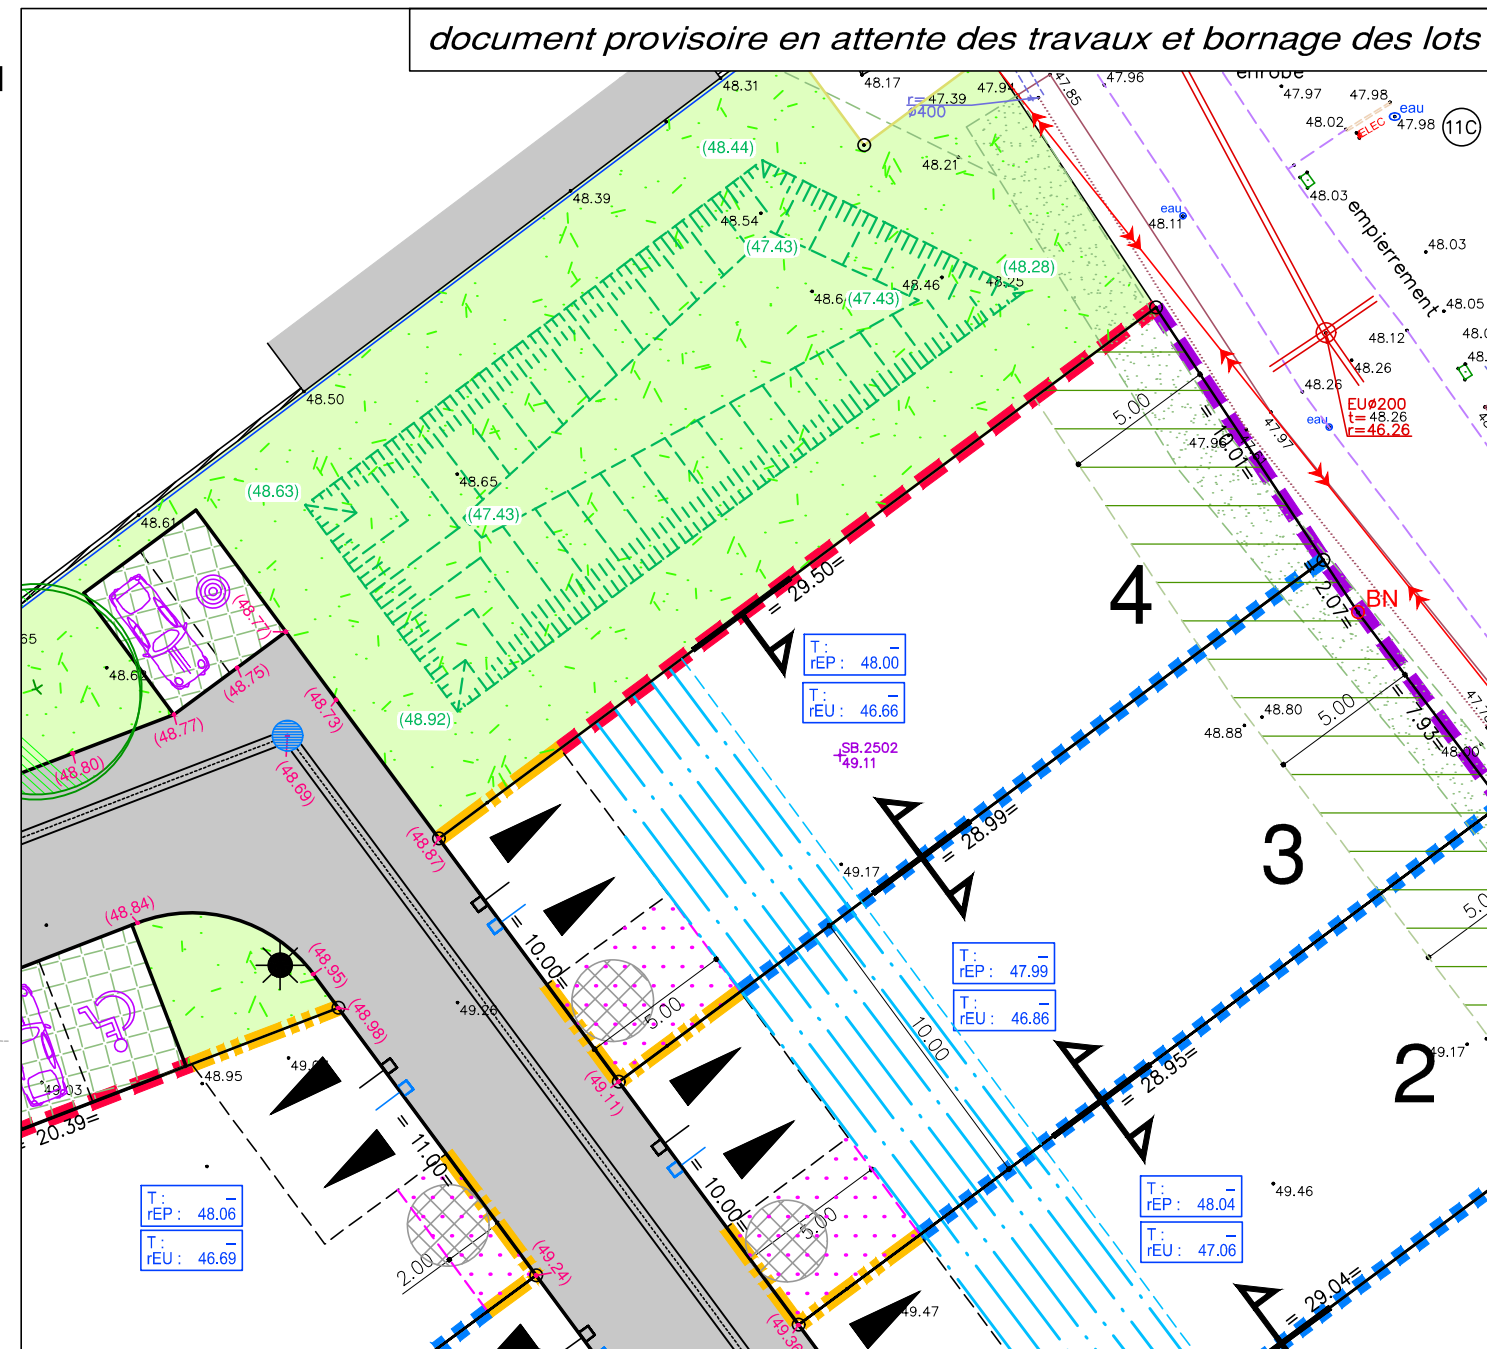 document provisoire en attente des travaux et bornage des lots
48.31
48.17
47.94
47.85
47.96
enrobé
47.97
47.98
r= 47.39
ø400
48.02
ELEC
eau
47.98
11C
(48.44)
48.21
48.39
48.54
eau
48.11
48.03
empierrement
48.03
(47.43)
(48.28)
48.46
48.6
(47.43)
48.05
48.12
48.26
48.26
48.50
EUø200
t= 48.26
r=46.26
eau
5.00
47.97
(48.63)
48.65
(47.43)
48.61
= 29.50=
4
2.07=
BN
(48.77)
(48.75)
(48.73)
(48.77)
(48.80)
(48.69)
(48.92)
T : –
rEP : 48.00
T : –
rEU : 46.66
SB.2502
49.11
48.80
48.88
5.00
= 7.93=
(48.87)
= 28.99=
49.17
3
(48.84)
= 10.00=
(48.95)
(48.98)
49.26
5.00
T : –
rEP : 47.99
T : –
rEU : 46.86
10.00
= 28.95=
49.17
2
49.03
48.95
= 20.39=
(49.11)
= 11.00=
= 10.00=
5.00
T : –
rEP : 48.06
T : –
rEU : 46.69
2.00
(49.24)
T : –
rEP : 48.04
T : –
rEU : 47.06
49.46
= 29.04=
49.47